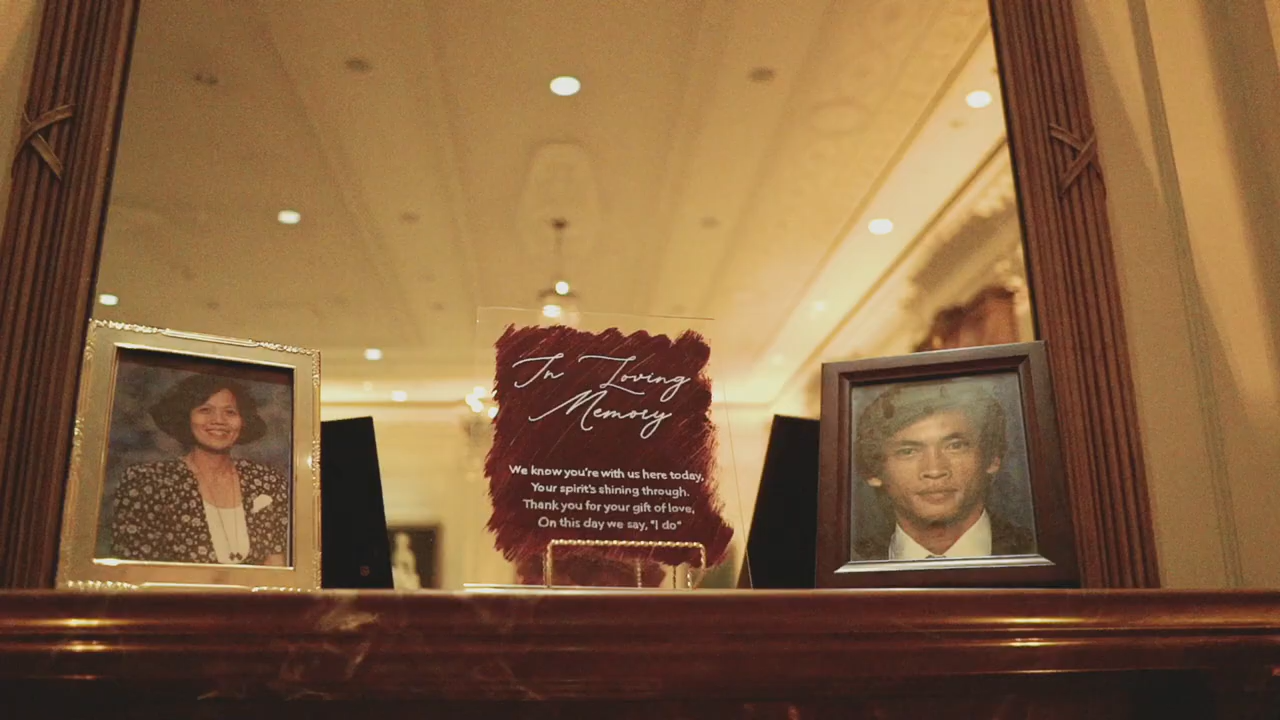 In Loving
Memory
We know you're with us here today,
Your spirit's shining through.
Thank you for your gift of love,
On this day we say, "I do"